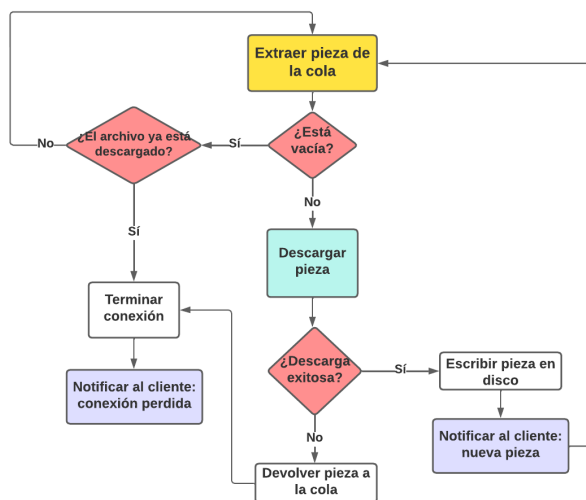 Extraer pieza de
la cola
¿El archivo ya está
descargado?
No
Sí
¿Está
vacía?
No
Sí
Descargar
pieza
Terminar
conexión
¿Descarga
exitosa?
Sí
Escribir pieza en
disco
Notificar al cliente:
conexión perdida
Notificar al cliente:
nueva pieza
No
Devolver pieza a
la cola